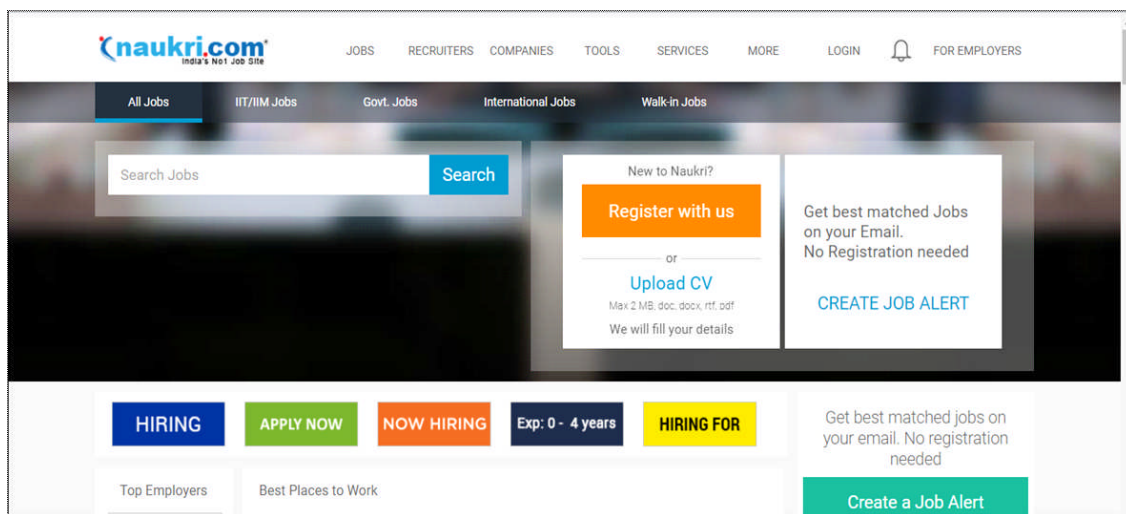 naukri.com
India's No1 Job Site
JOBS RECRUITERS COMPANIES TOOLS SERVICES MORE LOGIN FOR EMPLOYERS
All Jobs IIT/IIM Jobs Govt. Jobs International Jobs Walk-in Jobs
Search Jobs Search
New to Naukri?
Register with us
or
Upload CV
Max 2 MB, doc, docx, rtf, pdf
We will fill your details
Get best matched Jobs
on your Email.
No Registration needed
CREATE JOB ALERT
HIRING APPLY NOW NOW HIRING Exp: 0 - 4 years HIRING FOR
Get best matched jobs on
your email. No registration
needed
Create a Job Alert
Top Employers Best Places to Work